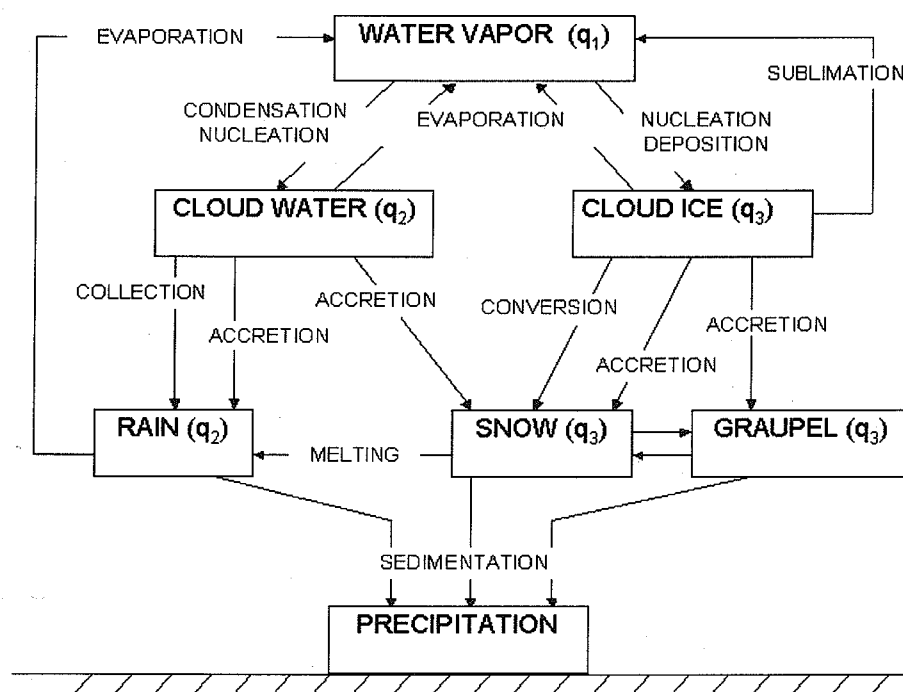 EVAPORATION
WATER VAPOR (q₁)
SUBLIMATION
CONDENSATION
NUCLEATION
EVAPORATION
NUCLEATION
DEPOSITION
CLOUD WATER (q₂)
CLOUD ICE (q₃)
COLLECTION
ACCRETION
ACCRETION
CONVERSION
ACCRETION
ACCRETION
RAIN (q₂)
SNOW (q₃)
GRAUPEL (q₃)
MELTING
SEDIMENTATION
PRECIPITATION